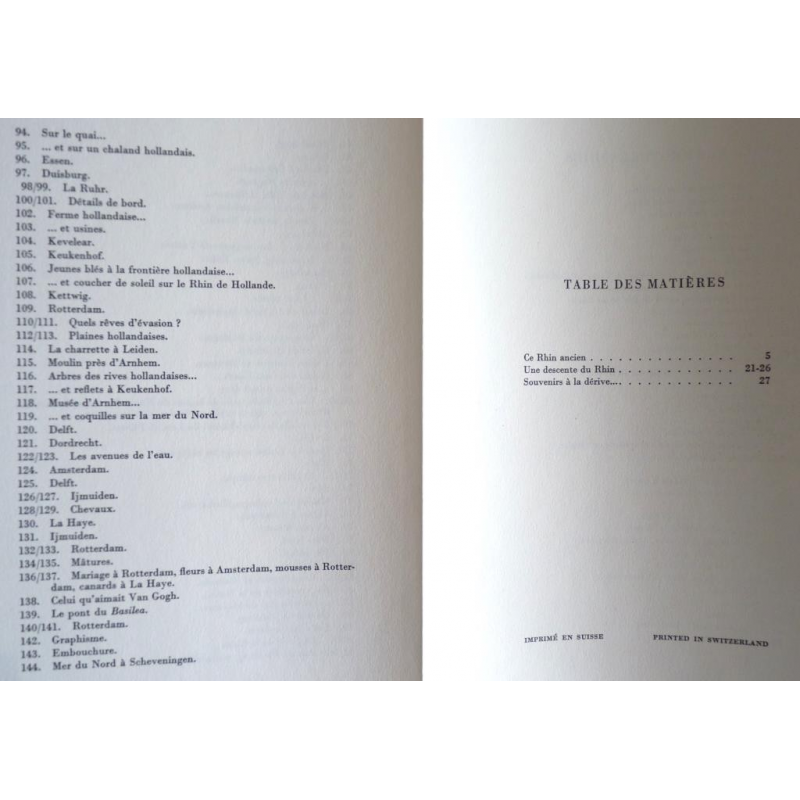 94. Sur le quai...
95. ... et sur un chaland hollandais.
96. Essen.
97. Duisburg.
98/99. La Ruhr.
100/101. Détails de bord.
102. Ferme hollandaise...
103. ... et usines.
104. Kevelear.
105. Keukenhof.
106. Jeunes blés à la frontière hollandaise...
107. ... et coucher de soleil sur le Rhin de Hollande.
108. Kettwig.
109. Rotterdam.
110/111. Quels rêves d'évasion ?
112/113. Plaines hollandaises.
114. La charrette à Leiden.
115. Moulin près d'Arnhem.
116. Arbres des rives hollandaises...
117. ... et reflets à Keukenhof.
118. Musée d'Arnhem...
119. ... et coquilles sur la mer du Nord.
120. Delft.
121. Dordrecht.
122/123. Les avenues de l'eau.
124. Amsterdam.
125. Delft.
126/127. Ijmuiden.
128/129. Chevaux.
130. La Haye.
131. Ijmuiden.
132/133. Rotterdam.
134/135. Mâtures.
136/137. Mariage à Rotterdam, fleurs à Amsterdam, mousses à Rotter-
dam, canards à La Haye.
138. Celui qu'aimait Van Gogh.
139. Le pont du Basilea.
140/141. Rotterdam.
142. Graphisme.
143. Embouchure.
144. Mer du Nord à Scheveningen.
TABLE DES MATIÈRES
Ce Rhin ancien . . . . . . . . . . . . . . . 5
Une descente du Rhin . . . . . . . . . . . . 21-26
Souvenirs à la dérive... . . . . . . . . . . . 27
IMPRIMÉ EN SUISSE PRINTED IN SWITZERLAND